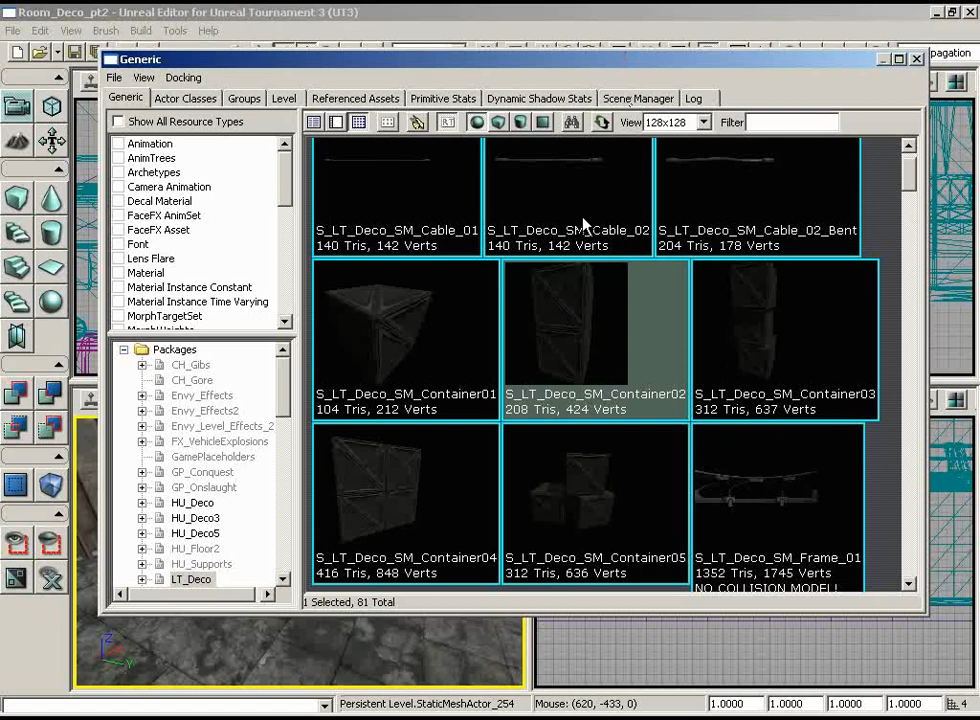 Room_Deco_pt2 - Unreal Editor for Unreal Tournament 3 (UT3)
File Edit View Brush Build Tools Help
Generic
File View Docking
Generic Actor Classes Groups Level Referenced Assets Primitive Stats Dynamic Shadow Stats Scene Manager Log
Show All Resource Types
View 128x128 Filter
Animation
AnimTrees
Archetypes
Camera Animation
Decal Material
FaceFX AnimSet
FaceFX Asset
Font
Lens Flare
Material
Material Instance Constant
Material Instance Time Varying
MorphTargetSet
MorphWeights
Packages
CH_Gibs
CH_Gore
Envy_Effects
Envy_Effects2
Envy_Level_Effects_2
FX_VehicleExplosions
GamePlaceholders
GP_Conquest
GP_Onslaught
HU_Deco
HU_Deco3
HU_Deco5
HU_Floor2
HU_Supports
LT_Deco
S_LT_Deco_SM_Cable_01
140 Tris, 142 Verts
S_LT_Deco_SM_Cable_02
140 Tris, 142 Verts
S_LT_Deco_SM_Cable_02_Bent
204 Tris, 178 Verts
S_LT_Deco_SM_Container01
104 Tris, 212 Verts
S_LT_Deco_SM_Container02
208 Tris, 424 Verts
S_LT_Deco_SM_Container03
312 Tris, 637 Verts
S_LT_Deco_SM_Container04
416 Tris, 848 Verts
S_LT_Deco_SM_Container05
312 Tris, 636 Verts
S_LT_Deco_SM_Frame_01
1352 Tris, 1745 Verts
NO COLLISION MODEL!
1 Selected, 81 Total
Z
Y
Persistent Level.StaticMeshActor_254 Mouse: (620, -433, 0) 1.0000 1.0000 1.0000 1.0000 4